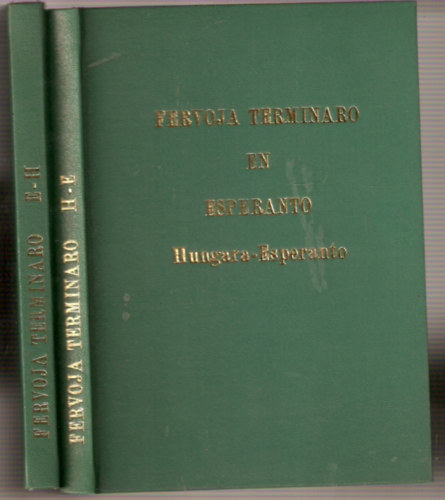 FERVOJA TERMINARO E-H
FERVOJA TERMINARO H-E
FERVOJA TERMINARO
EN
ESPERANTO
Hungara-Esperanto